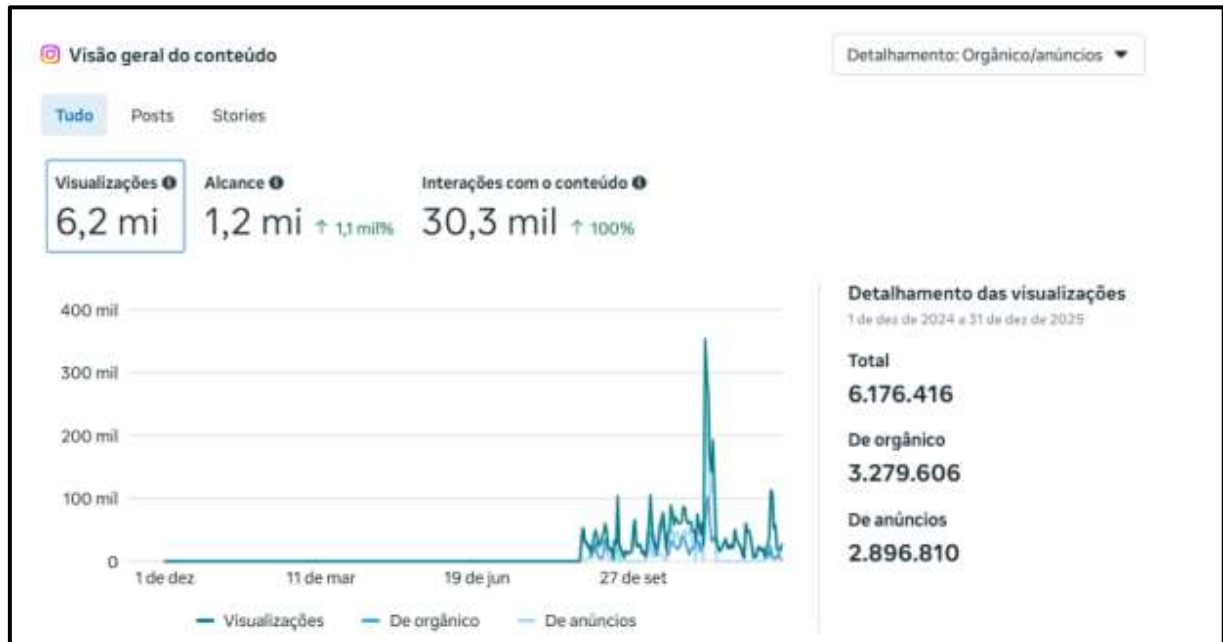 Visão geral do conteúdo
Detalhamento: Orgânico/anúncios
Tudo Posts Stories
Visualizações Alcance Interações com o conteúdo
6,2 mi 1,2 mi ↑ 1,1 mil% 30,3 mil ↑ 100%
400 mil
300 mil
200 mil
100 mil
0
1 de dez 11 de mar 19 de jun 27 de set
Visualizações De orgânico De anúncios
Detalhamento das visualizações
1 de dez de 2024 a 31 de dez de 2025
Total
6.176.416
De orgânico
3.279.606
De anúncios
2.896.810